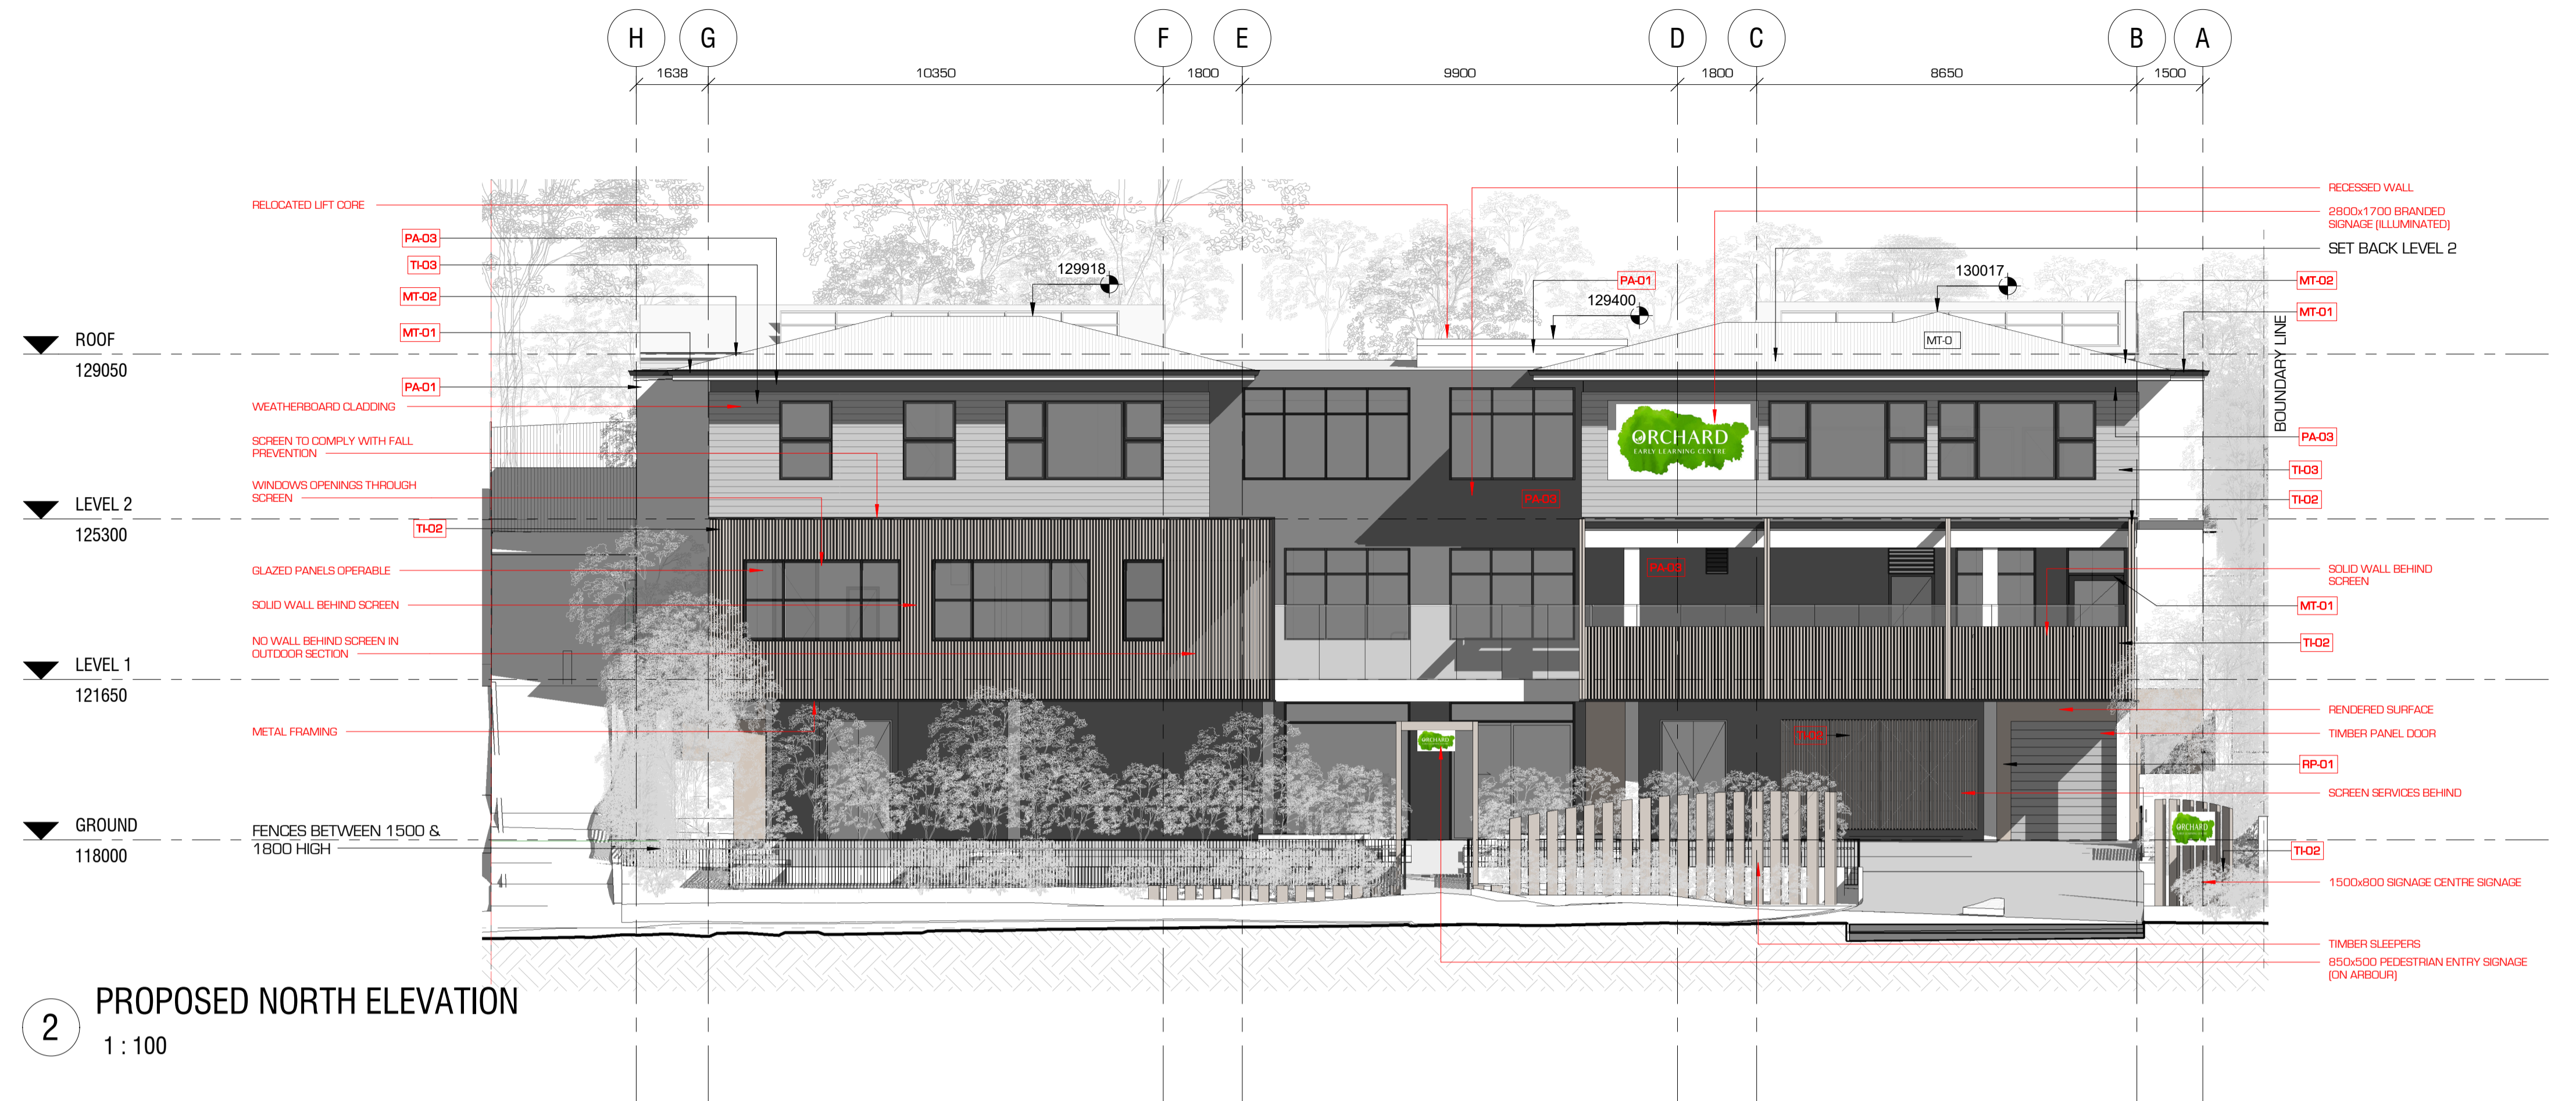 H G F E D C B A
1638 10350 1800 9900 1800 8650 1500
RELOCATED LIFT CORE
PA-03
TI-03
MT-02
MT-01
PA-01
WEATHERBOARD CLADDING
SCREEN TO COMPLY WITH FALL
PREVENTION
WINDOWS OPENINGS THROUGH
SCREEN
TI-02
GLAZED PANELS OPERABLE
SOLID WALL BEHIND SCREEN
NO WALL BEHIND SCREEN IN
OUTDOOR SECTION
METAL FRAMING
FENCES BETWEEN 1500 &
1800 HIGH
ROOF
129050
LEVEL 2
125300
LEVEL 1
121650
GROUND
118000
129918
PA-01
129400
130017
MT-0
ORCHARD
EARLY LEARNING CENTRE
PA-03
PA-03
TI-02
ORCHARD
ORCHARD
RECESSED WALL
2800x1700 BRANDED
SIGNAGE (ILLUMINATED)
SET BACK LEVEL 2
MT-02
MT-01
BOUNDARY LINE
PA-03
TI-03
TI-02
SOLID WALL BEHIND
SCREEN
MT-01
TI-02
RENDERED SURFACE
TIMBER PANEL DOOR
RP-01
SCREEN SERVICES BEHIND
TI-02
1500x800 SIGNAGE CENTRE SIGNAGE
TIMBER SLEEPERS
850x500 PEDESTRIAN ENTRY SIGNAGE
(ON ARBOUR)
2
PROPOSED NORTH ELEVATION
1 : 100